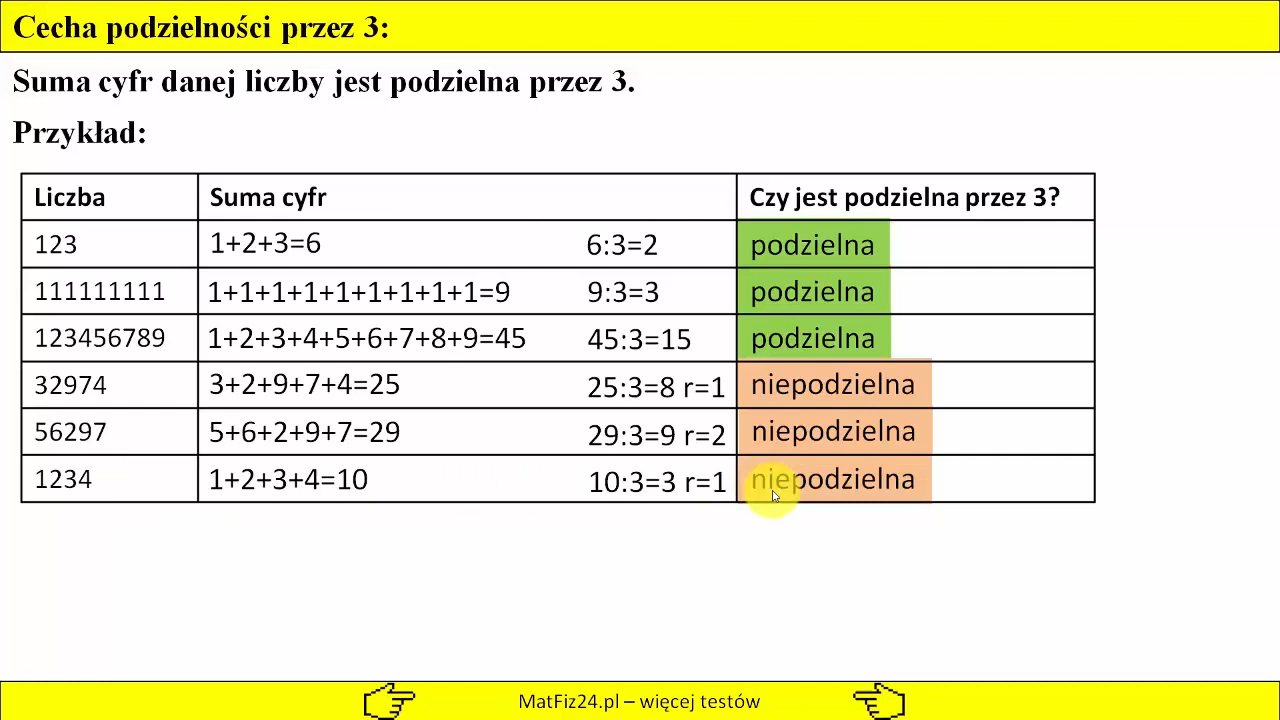 Cecha podzielności przez 3:
Suma cyfr danej liczby jest podzielna przez 3.
Przykład:
Liczba Suma cyfr Czy jest podzielna przez 3?
123 1+2+3=6 6:3=2 podzielna
111111111 1+1+1+1+1+1+1+1+1=9 9:3=3 podzielna
123456789 1+2+3+4+5+6+7+8+9=45 45:3=15 podzielna
32974 3+2+9+7+4=25 25:3=8 r=1 niepodzielna
56297 5+6+2+9+7=29 29:3=9 r=2 niepodzielna
1234 1+2+3+4=10 10:3=3 r=1 niepodzielna
MatFiz24.pl – więcej testów